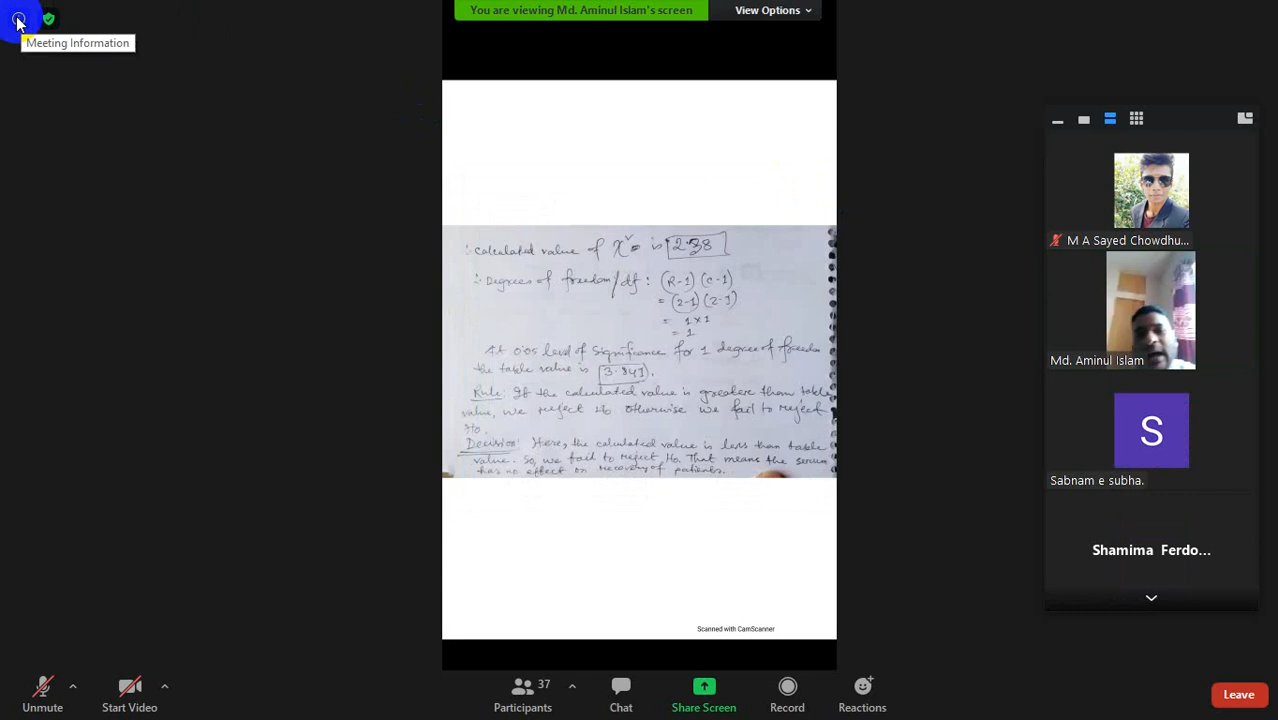 You are viewing Md. Aminul Islam's screen
View Options
Meeting Information
∴ Calculated value of χ² is 2.38
∴ Degrees of freedom/df : (R-1) (C-1)
= (2-1) (2-1)
= 1×1
= 1
At 0.05 level of significance for 1 degree of freedom
the table value is 3.841.
Rule: If the calculated value is greatere than table
value, we reject Ho otherwise we fail to reject
Ho.
Decision: Here, the calculated value is less than table
value. So, we fail to reject Ho. That means the serum
has no effect on recovery of patients.
Scanned with CamScanner
M A Sayed Chowdhu...
Md. Aminul Islam
S
Sabnam e subha.
Shamima Ferdo...
Unmute
Start Video
37
Participants
Chat
Share Screen
Record
Reactions
Leave